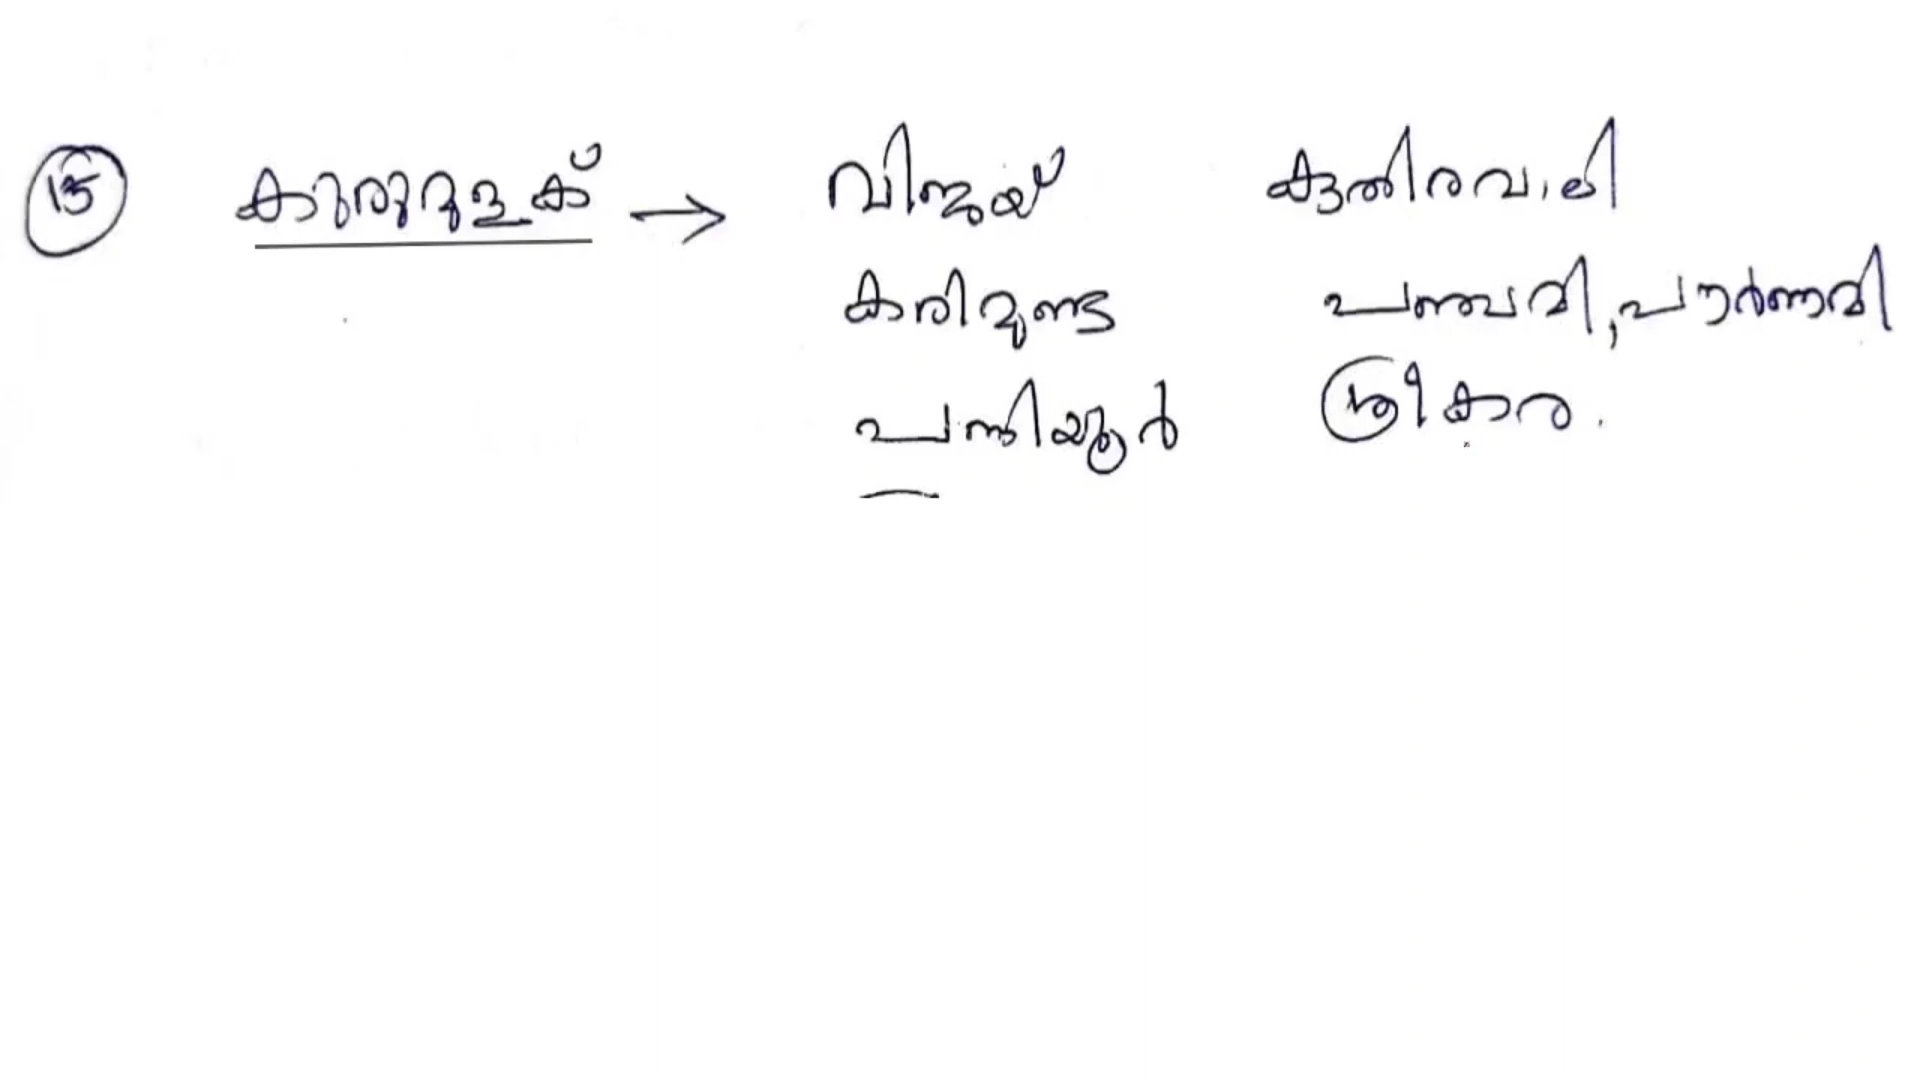 15 കുരുമുളക് → വിജയ് കുതിരവാലി
കരിമുണ്ട പഞ്ചമി, പൗർണമി
പന്നിയൂർ ശ്രീകര.